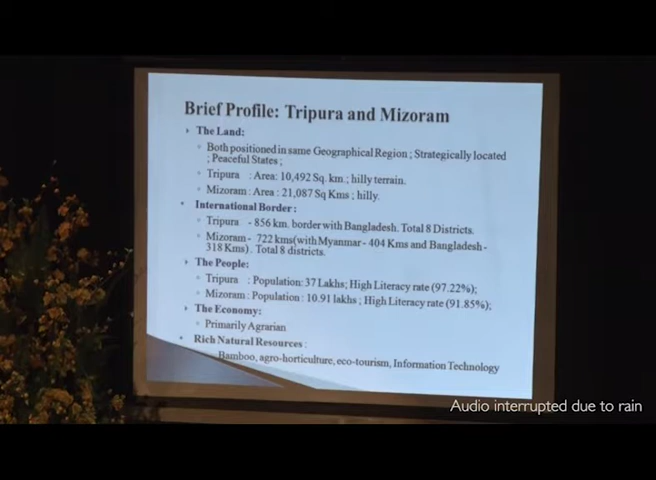 Brief Profile: Tripura and Mizoram
The Land:
Both positioned in same Geographical Region ; Strategically located
; Peaceful States ;
Tripura : Area: 10,492 Sq. km. ; hilly terrain.
Mizoram : Area : 21,087 Sq Kms ; hilly.
International Border :
Tripura - 856 km. border with Bangladesh. Total 8 Districts.
Mizoram - 722 kms(with Myanmar - 404 Kms and Bangladesh -
318 Kms) . Total 8 districts.
The People:
Tripura : Population: 37 Lakhs; High Literacy rate (97.22%);
Mizoram : Population : 10.91 lakhs ; High Literacy rate (91.85%);
The Economy:
Primarily Agrarian
Rich Natural Resources :
Bamboo, agro-horticulture, eco-tourism, Information Technology
Audio interrupted due to rain